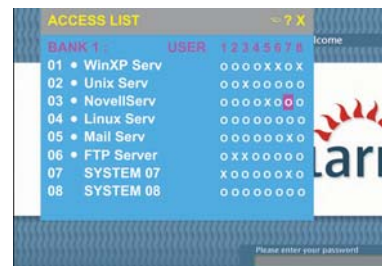 ACCESS LIST ? X
BANK 1 : USER 1 2 3 4 5 6 7 8
01 • WinXP Serv o o o o x x o x
02 • Unix Serv o o x o o o o o
03 • NovellServ o o o o x o o o
04 • Linux Serv o o o o o o o o
05 • Mail Serv o o o o o o x o
06 • FTP Server o x x o o o o o
07 SYSTEM 07 x o o o o o x o
08 SYSTEM 08 o o o o o o o o
lcome
lar
Please enter your password